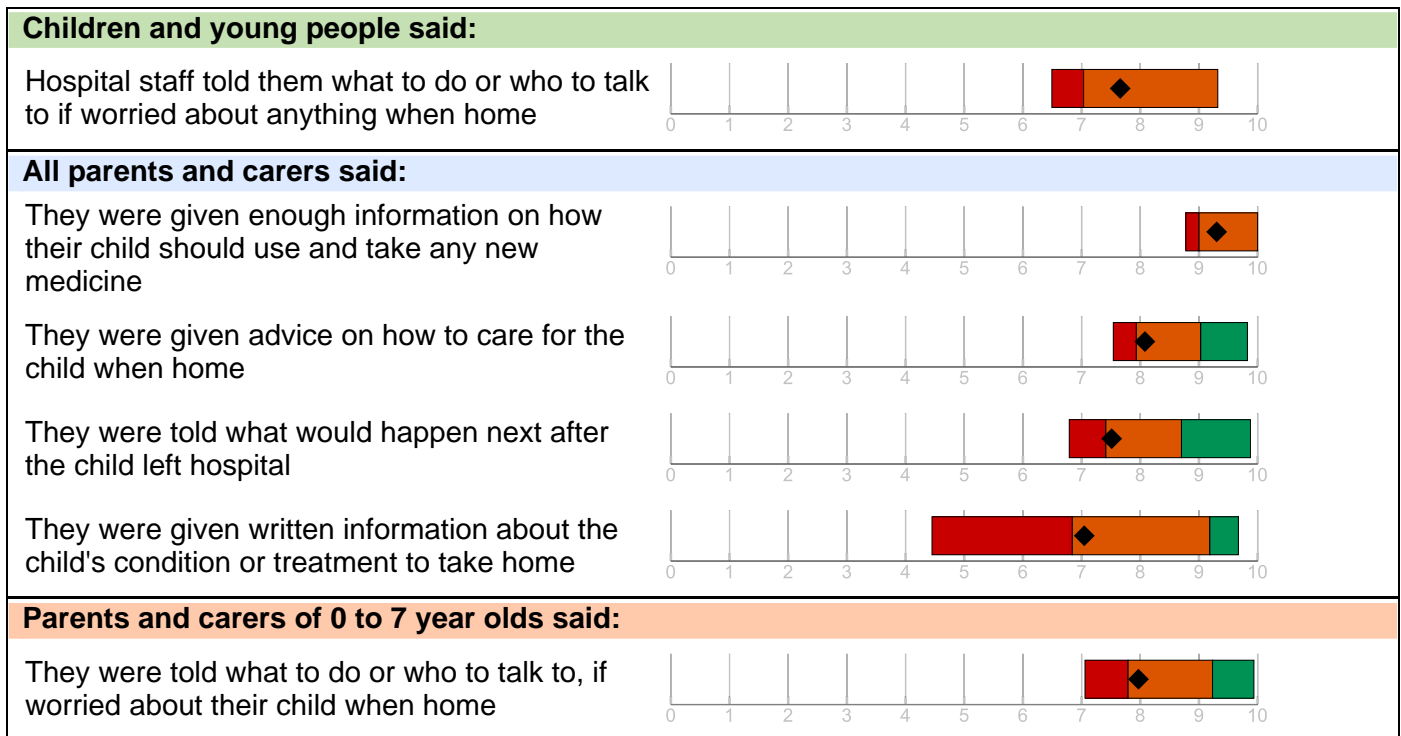 Children and young people said:
Hospital staff told them what to do or who to talk
to if worried about anything when home
0 1 2 3 4 5 6 7 8 9 10
All parents and carers said:
They were given enough information on how
their child should use and take any new
medicine
0 1 2 3 4 5 6 7 8 9 10
They were given advice on how to care for the
child when home
0 1 2 3 4 5 6 7 8 9 10
They were told what would happen next after
the child left hospital
0 1 2 3 4 5 6 7 8 9 10
They were given written information about the
child's condition or treatment to take home
0 1 2 3 4 5 6 7 8 9 10
Parents and carers of 0 to 7 year olds said:
They were told what to do or who to talk to, if
worried about their child when home
0 1 2 3 4 5 6 7 8 9 10